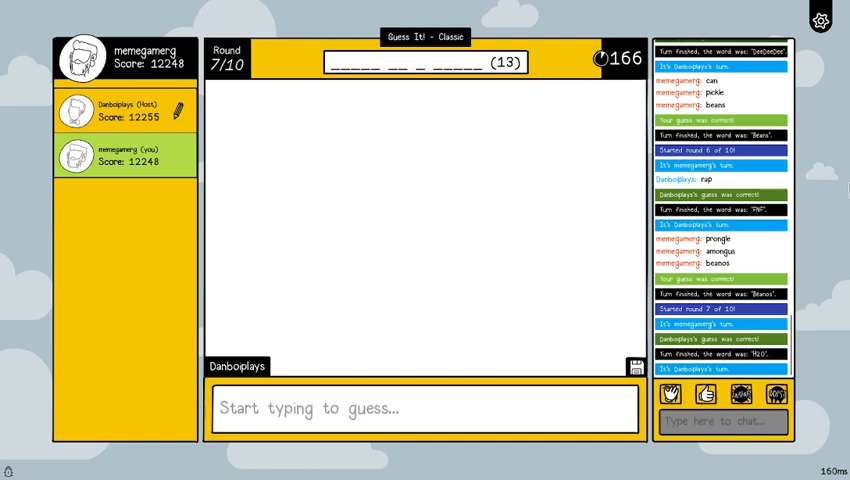 Guess It! - Classic
memegamerg
Score: 12248
Round
7/10
_____ __ _ _____ (13)
166
Danboiplays (Host)
Score: 12255
memegamerg (you)
Score: 12248
Turn finished, the word was: "DeeDeeDee".
It's Danboiplays's turn.
memegamerg: can
memegamerg: pickle
memegamerg: beans
Your guess was correct!
Turn finished, the word was: "Beans".
Started round 6 of 10!
It's memegamerg's turn.
Danboiplays: rap
Danboiplays's guess was correct!
Turn finished, the word was: "FNF".
It's Danboiplays's turn.
memegamerg: prongle
memegamerg: amongus
memegamerg: beanos
Your guess was correct!
Turn finished, the word was: "Beanos".
Started round 7 of 10!
It's memegamerg's turn.
Danboiplays's guess was correct!
Turn finished, the word was: "H2O".
It's Danboiplays's turn.
Danboiplays
Start typing to guess...
Type here to chat...
160ms